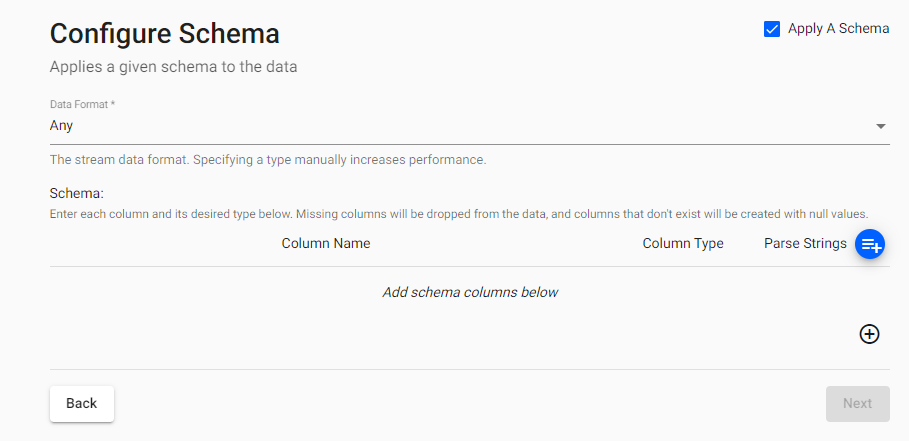 Configure Schema
Apply A Schema
Applies a given schema to the data
Data Format *
Any
The stream data format. Specifying a type manually increases performance.
Schema:
Enter each column and its desired type below. Missing columns will be dropped from the data, and columns that don't exist will be created with null values.
Column Name Column Type Parse Strings
Add schema columns below
Back Next